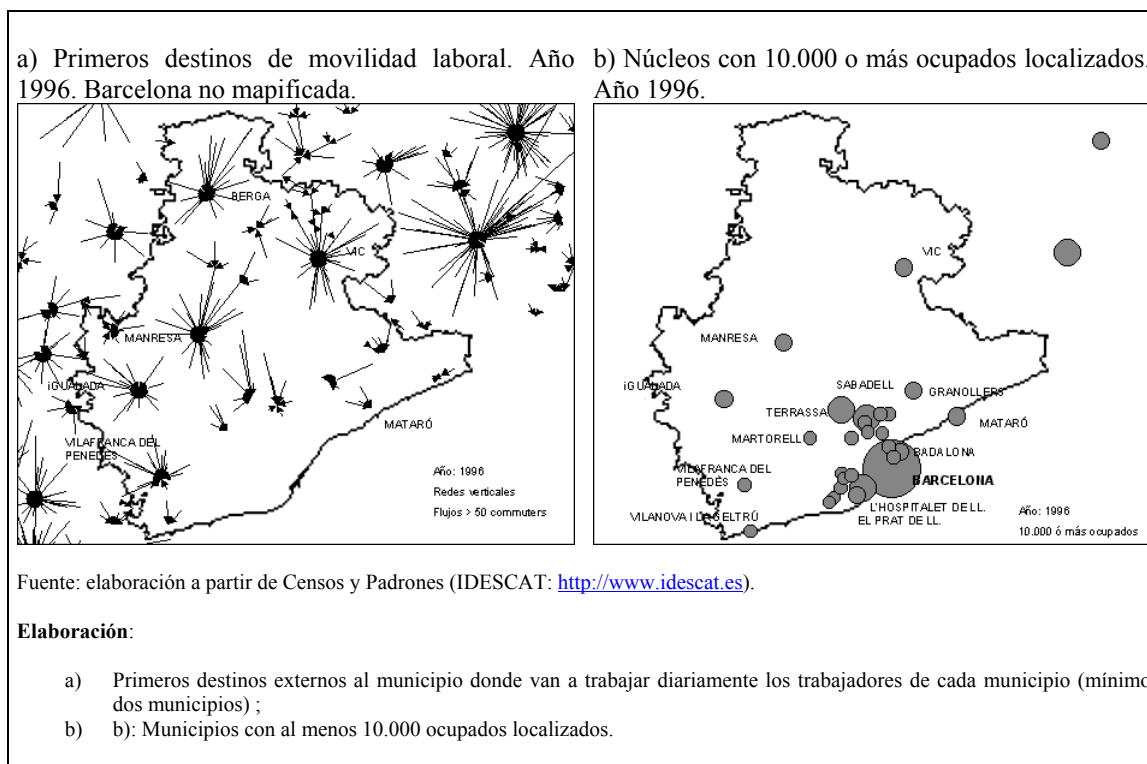 a) Primeros destinos de movilidad laboral. Año
1996. Barcelona no mapificada.
BERGA
VIC
MANRESA
iGUALADA
MATARÓ
VILAFRANCA DEL
PENEDÈS
Año: 1996
Redes verticales
Flujos > 50 commuters
b) Núcleos con 10.000 o más ocupados localizados.
Año 1996.
VIC
MANRESA
iGUALADA
SABADELL
GRANOLLERS
TERRASSA
MATARÓ
MARTORELL
BADALONA
VILAFRANCA DEL
PENEDÈS
BARCELONA
VILANOVA I LA GELTRÚ
L'HOSPITALET DE LL.
EL PRAT DE LL.
Año: 1996
10.000 ó más ocupados
Fuente: elaboración a partir de Censos y Padrones (IDESCAT: http://www.idescat.es).
Elaboración:
a) Primeros destinos externos al municipio donde van a trabajar diariamente los trabajadores de cada municipio (mínimo
dos municipios) ;
b) b): Municipios con al menos 10.000 ocupados localizados.